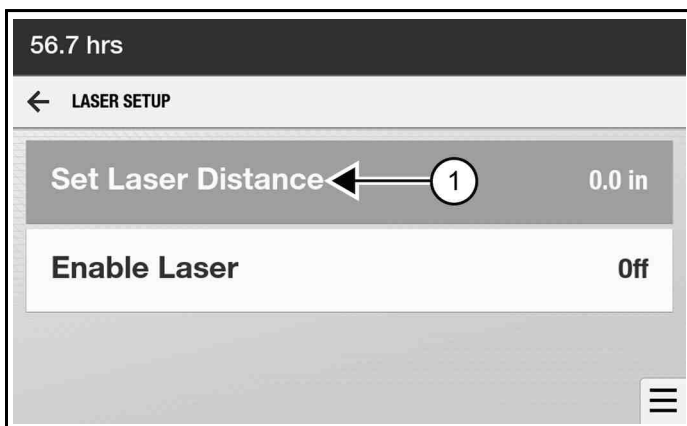 56.7 hrs
← LASER SETUP
Set Laser Distance 1 0.0 in
Enable Laser Off